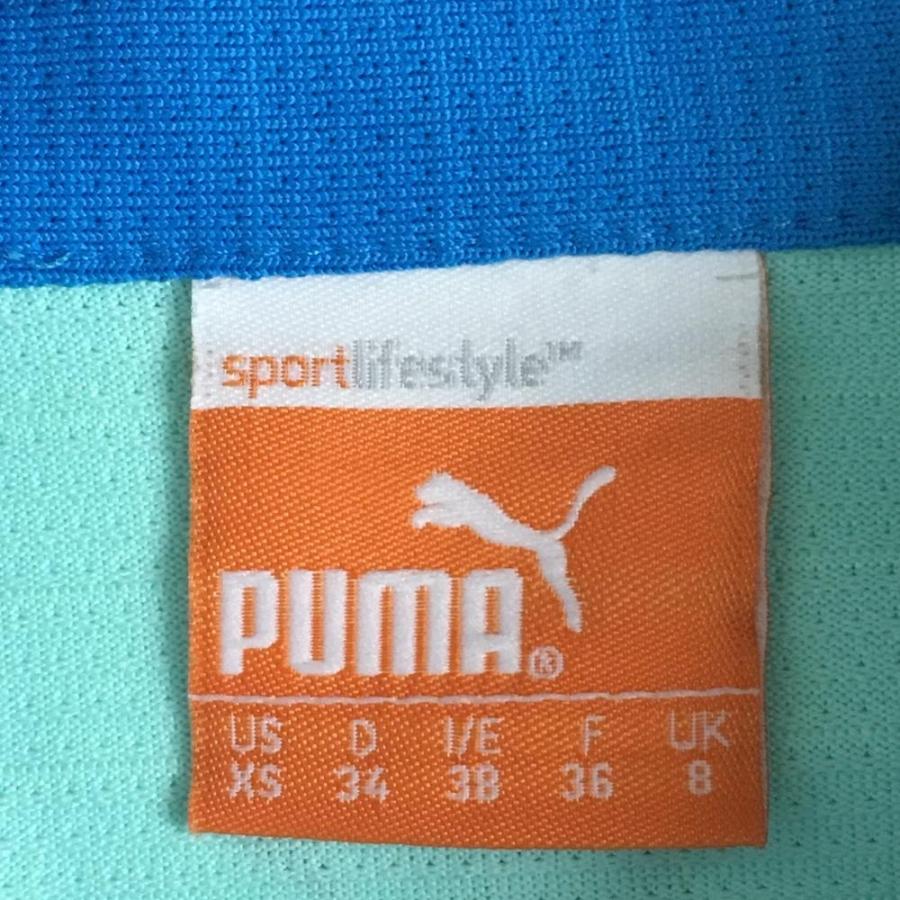 sportlifestyle™
PUMA®
US D I/E F UK
XS 34 38 36 8